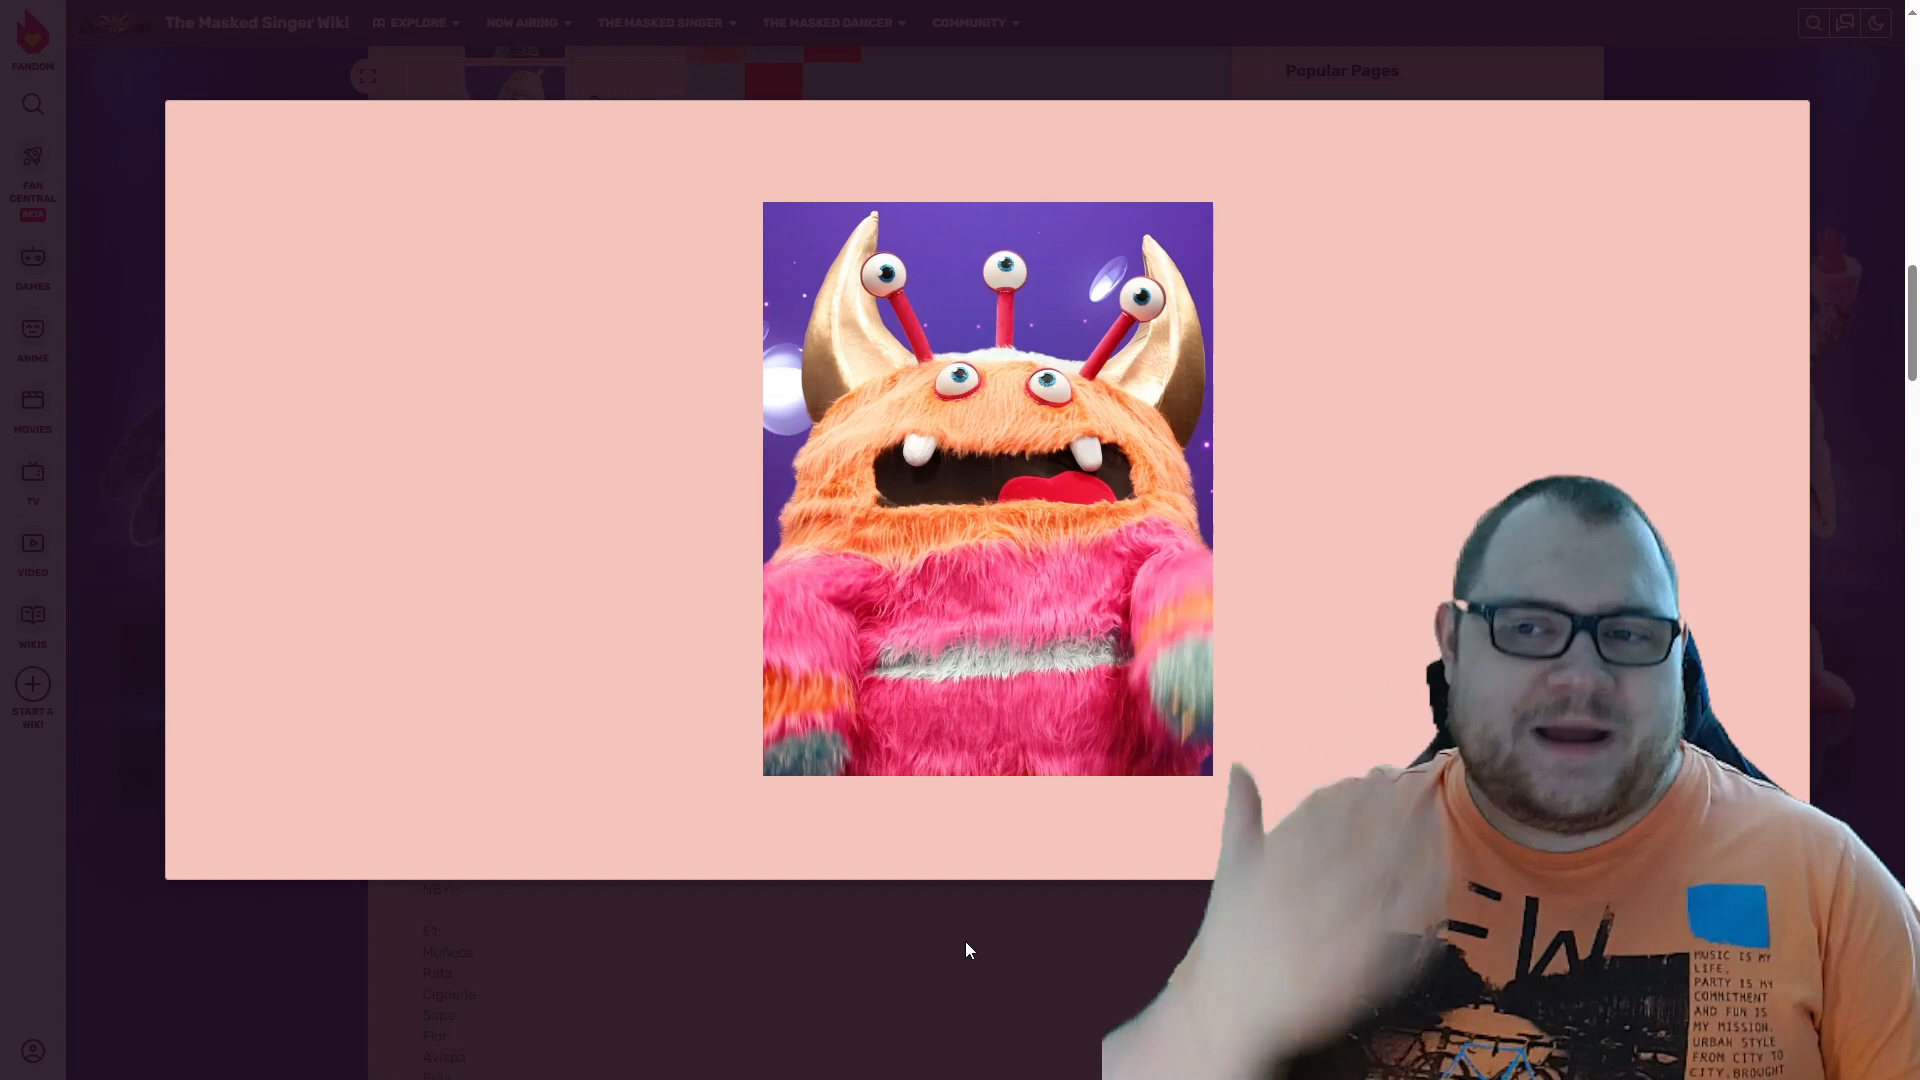 The Masked Singer Wiki
EXPLORE
NOW AIRING
THE MASKED SINGER
THE MASKED DANCER
COMMUNITY
FANDOM
FAN
CENTRAL
BETA
GAMES
ANIME
MOVIES
TV
VIDEO
WIKIS
START A
WIKI
Popular Pages
NBY:
E1:
Muñeca
Rata
Cigüeña
Sapo
Flor
Avispa
Piña
MUSIC IS MY
LIFE,
PARTY IS MY
COMMITMENT
AND FUN IS
MY MISSION.
URBAN STYLE
FROM CITY TO
CITY, BROUGHT